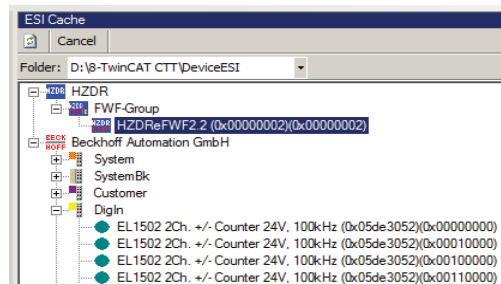 ESI Cache
Cancel
Folder: D:\8-TwinCAT CTT\DeviceESI
HZDR HZDR
HZDR FWF-Group
HZDR HZDReFWF2.2 (0x00000002)(0x00000002)
BECK
HOFF Beckhoff Automation GmbH
System
SystemBk
Customer
DigIn
EL1502 2Ch. +/- Counter 24V, 100kHz (0x05de3052)(0x00000000)
EL1502 2Ch. +/- Counter 24V, 100kHz (0x05de3052)(0x00010000)
EL1502 2Ch. +/- Counter 24V, 100kHz (0x05de3052)(0x00100000)
EL1502 2Ch. +/- Counter 24V, 100kHz (0x05de3052)(0x00110000)